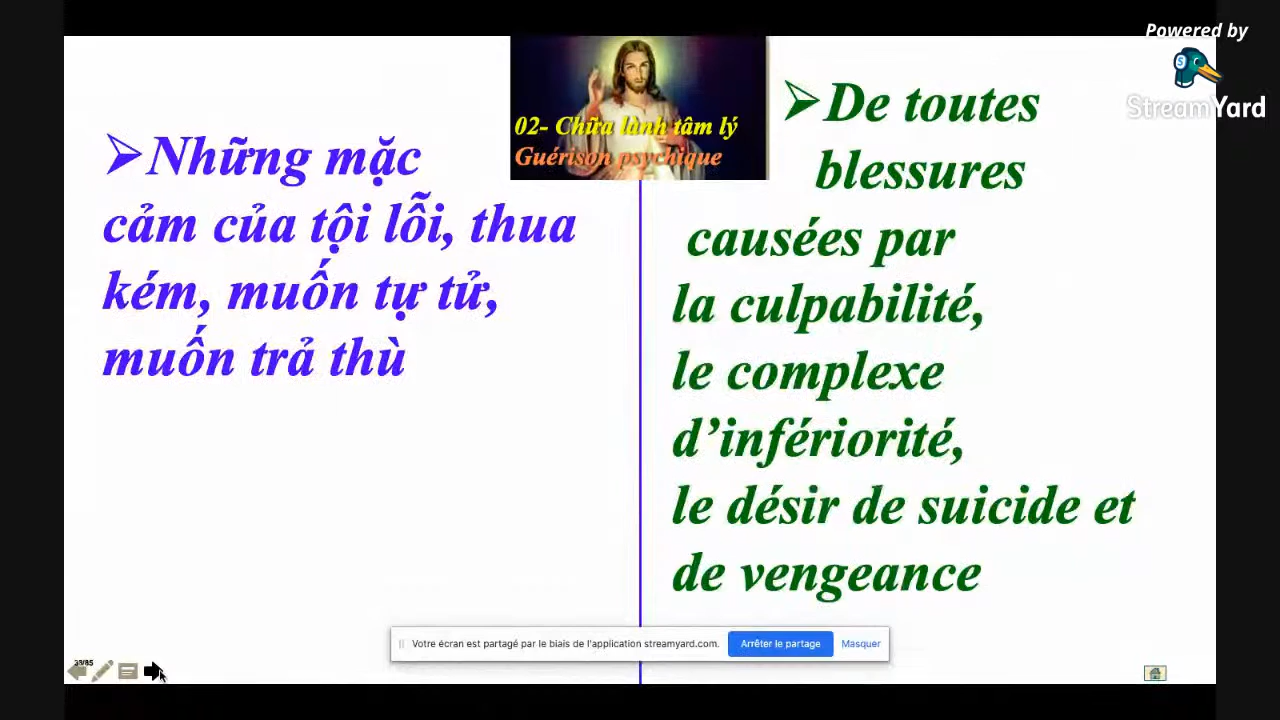 Powered by
StreamYard
02- Chữa lành tâm lý
Guérison psychique
➢Những mặc
cảm của tội lỗi, thua
kém, muốn tự tử,
muốn trả thù
➢De toutes
blessures
causées par
la culpabilité,
le complexe
d’infériorité,
le désir de suicide et
de vengeance
Votre écran est partagé par le biais de l'application streamyard.com.
Arrêter le partage
Masquer